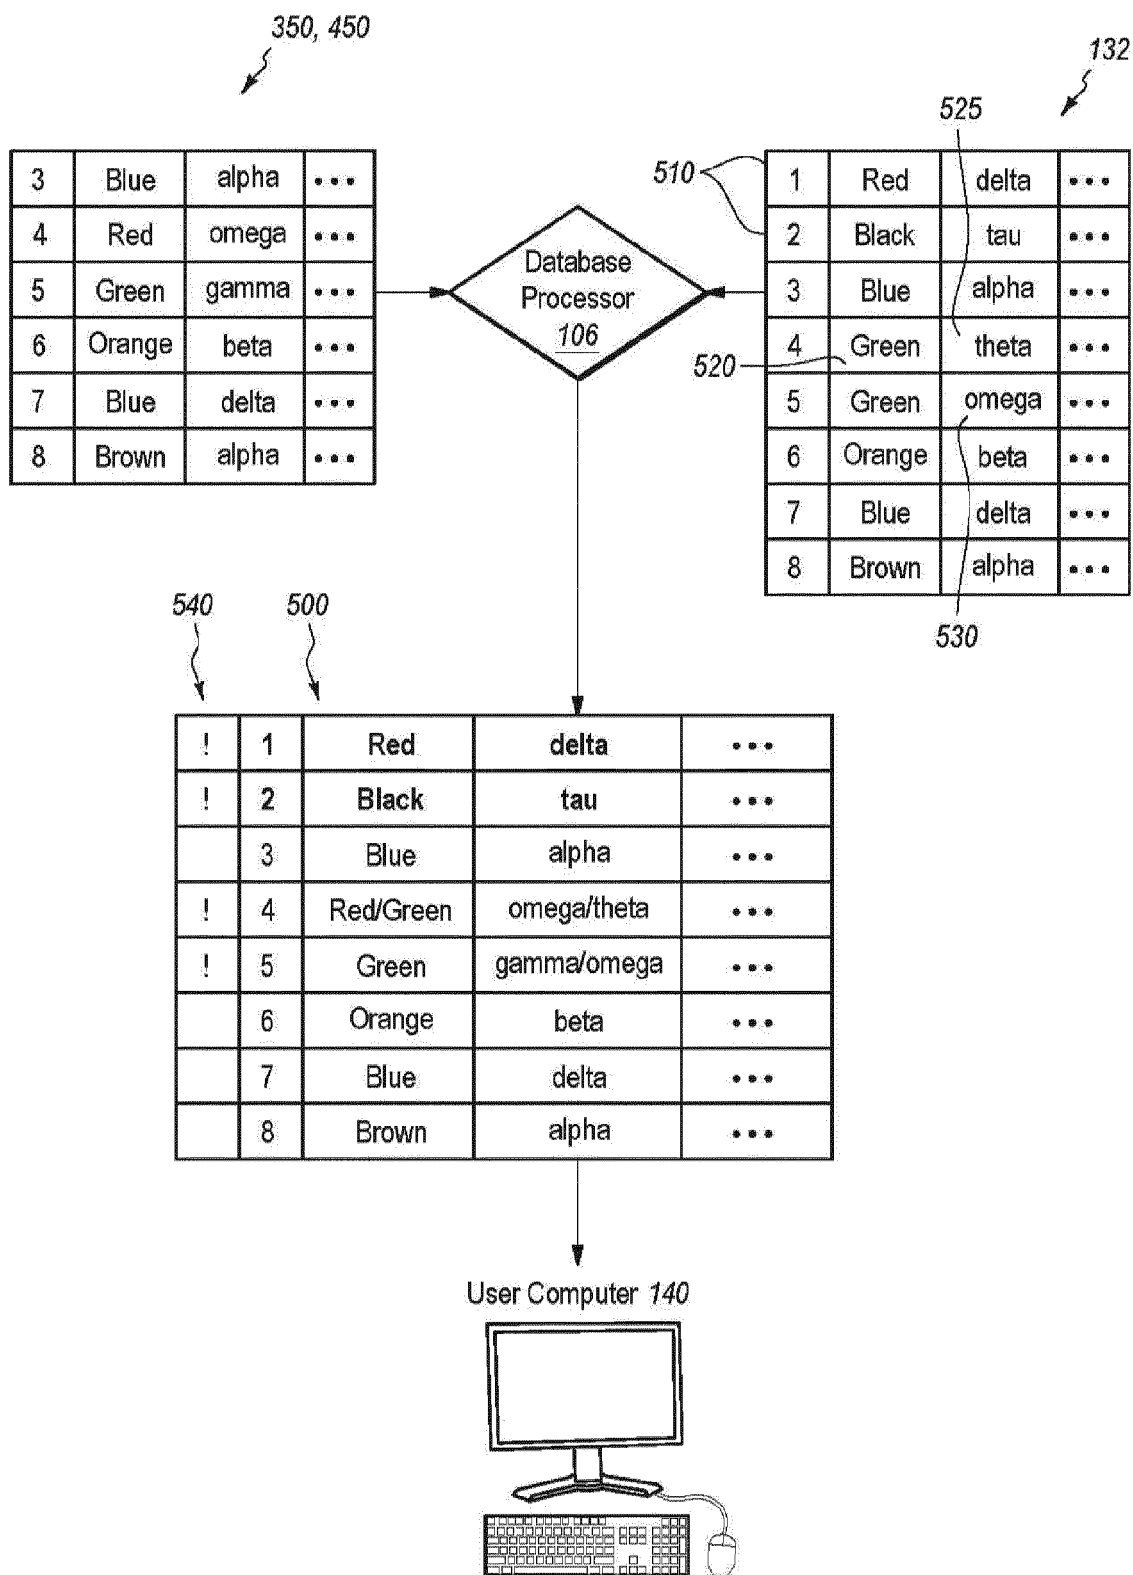 350, 450
132
525
510
3 Blue alpha •••
4 Red omega •••
5 Green gamma •••
6 Orange beta •••
7 Blue delta •••
8 Brown alpha •••
Database
Processor
106
1 Red delta •••
2 Black tau •••
3 Blue alpha •••
4 Green theta •••
5 Green omega •••
6 Orange beta •••
7 Blue delta •••
8 Brown alpha •••
520
530
540
500
! 1 Red delta •••
! 2 Black tau •••
3 Blue alpha •••
! 4 Red/Green omega/theta •••
! 5 Green gamma/omega •••
6 Orange beta •••
7 Blue delta •••
8 Brown alpha •••
User Computer 140